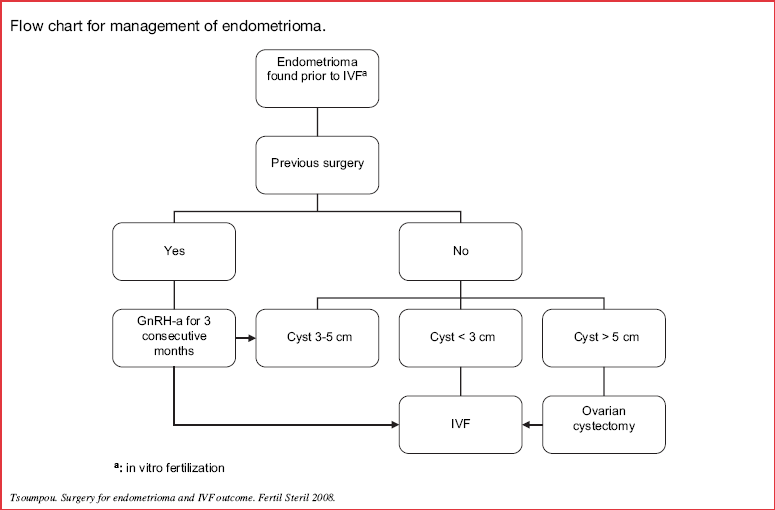 Flow chart for management of endometrioma.
Endometrioma
found prior to IVFa
Previous surgery
Yes
No
GnRH-a for 3
consecutive
months
Cyst 3-5 cm
Cyst < 3 cm
Cyst > 5 cm
IVF
Ovarian
cystectomy
a: in vitro fertilization
Tsoumpou. Surgery for endometrioma and IVF outcome. Fertil Steril 2008.